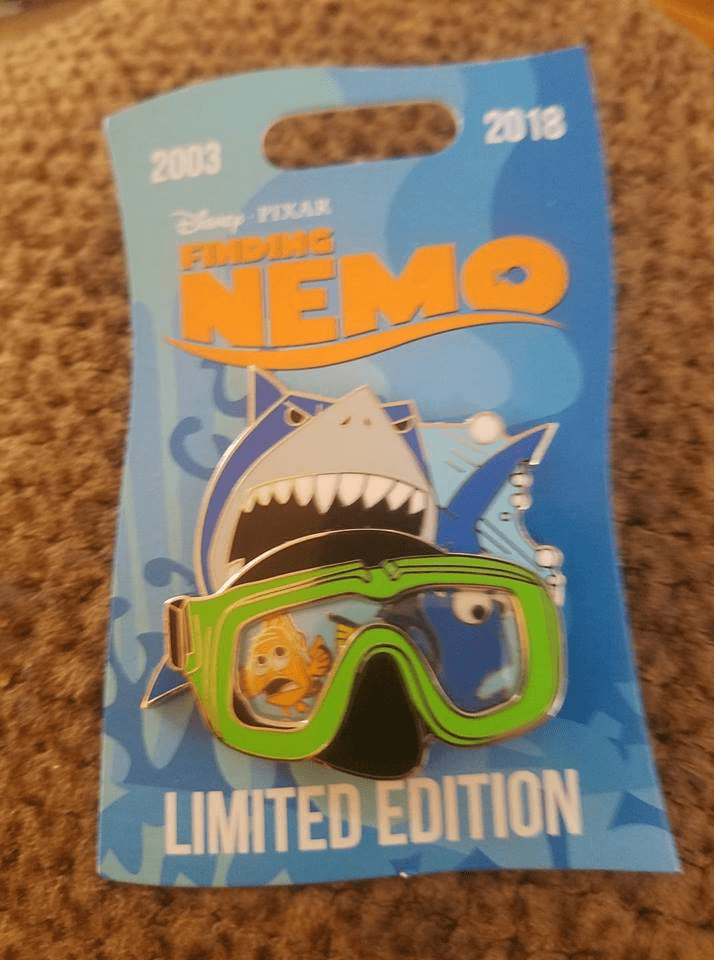 2003
2018
Disney · PIXAR
FINDING
NEMO
LIMITED EDITION